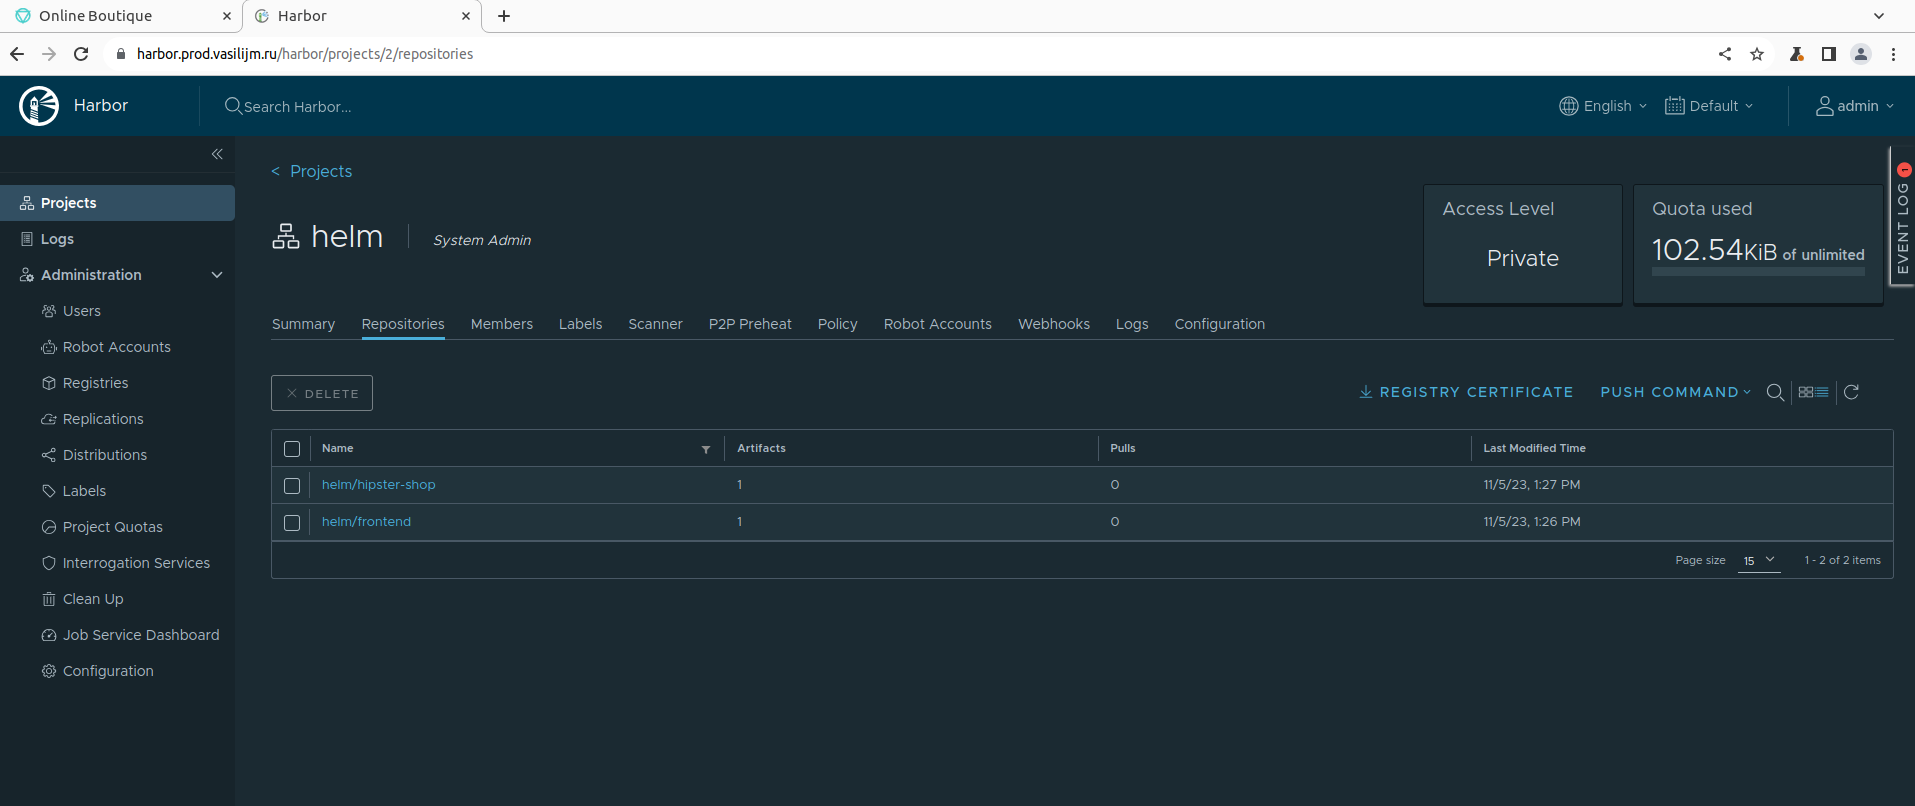 Online Boutique
Harbor
harbor.prod.vasilijm.ru/harbor/projects/2/repositories
Harbor
Search Harbor...
English
Default
admin
Projects
Logs
Administration
Users
Robot Accounts
Registries
Replications
Distributions
Labels
Project Quotas
Interrogation Services
Clean Up
Job Service Dashboard
Configuration
< Projects
helm
System Admin
Access Level
Private
Quota used
102.54KiB of unlimited
EVENT LOG 1
Summary Repositories Members Labels Scanner P2P Preheat Policy Robot Accounts Webhooks Logs Configuration
DELETE
REGISTRY CERTIFICATE PUSH COMMAND
Name Artifacts Pulls Last Modified Time
helm/hipster-shop 1 0 11/5/23, 1:27 PM
helm/frontend 1 0 11/5/23, 1:26 PM
Page size 15 1 - 2 of 2 items